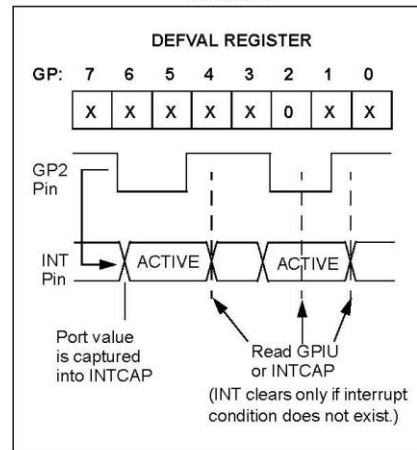 DEFVAL REGISTER
GP: 7 6 5 4 3 2 1 0
X X X X X 0 X X
GP2
Pin
INT
Pin
ACTIVE
ACTIVE
Port value
is captured
into INTCAP
Read GPIU
or INTCAP
(INT clears only if interrupt
condition does not exist.)